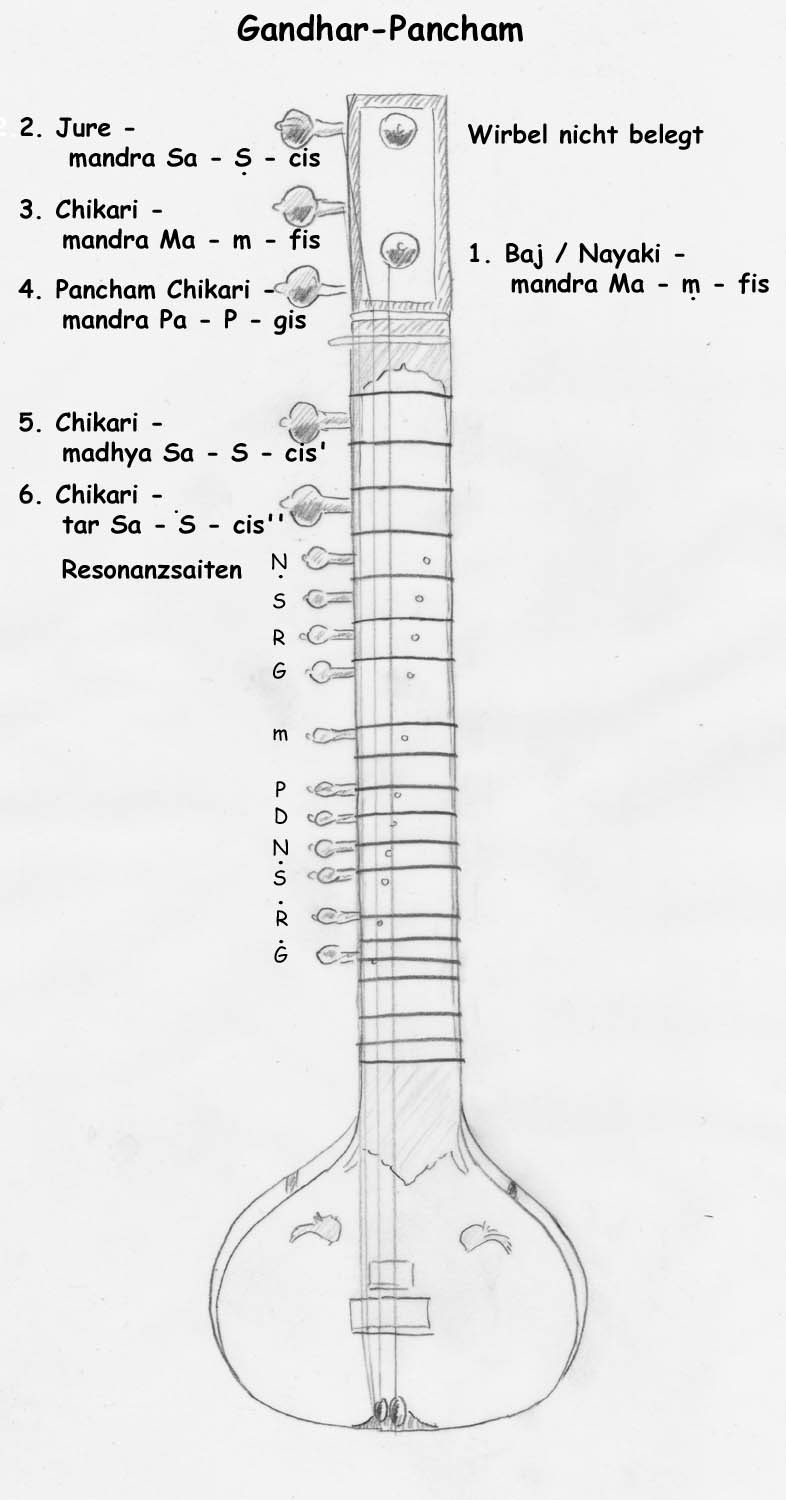 Gandhar-Pancham
2. Jure -
mandra Sa - Ṣ - cis
Wirbel nicht belegt
3. Chikari -
mandra Ma - m - fis
1. Baj / Nayaki -
mandra Ma - ṃ - fis
4. Pancham Chikari -
mandra Pa - P - gis
5. Chikari -
madhya Sa - S - cis'
6. Chikari -
tar Sa - Ṡ - cis''
Resonanzsaiten
Ṇ
S
R
G
m
P
D
N
Ṡ
Ṙ
Ġ